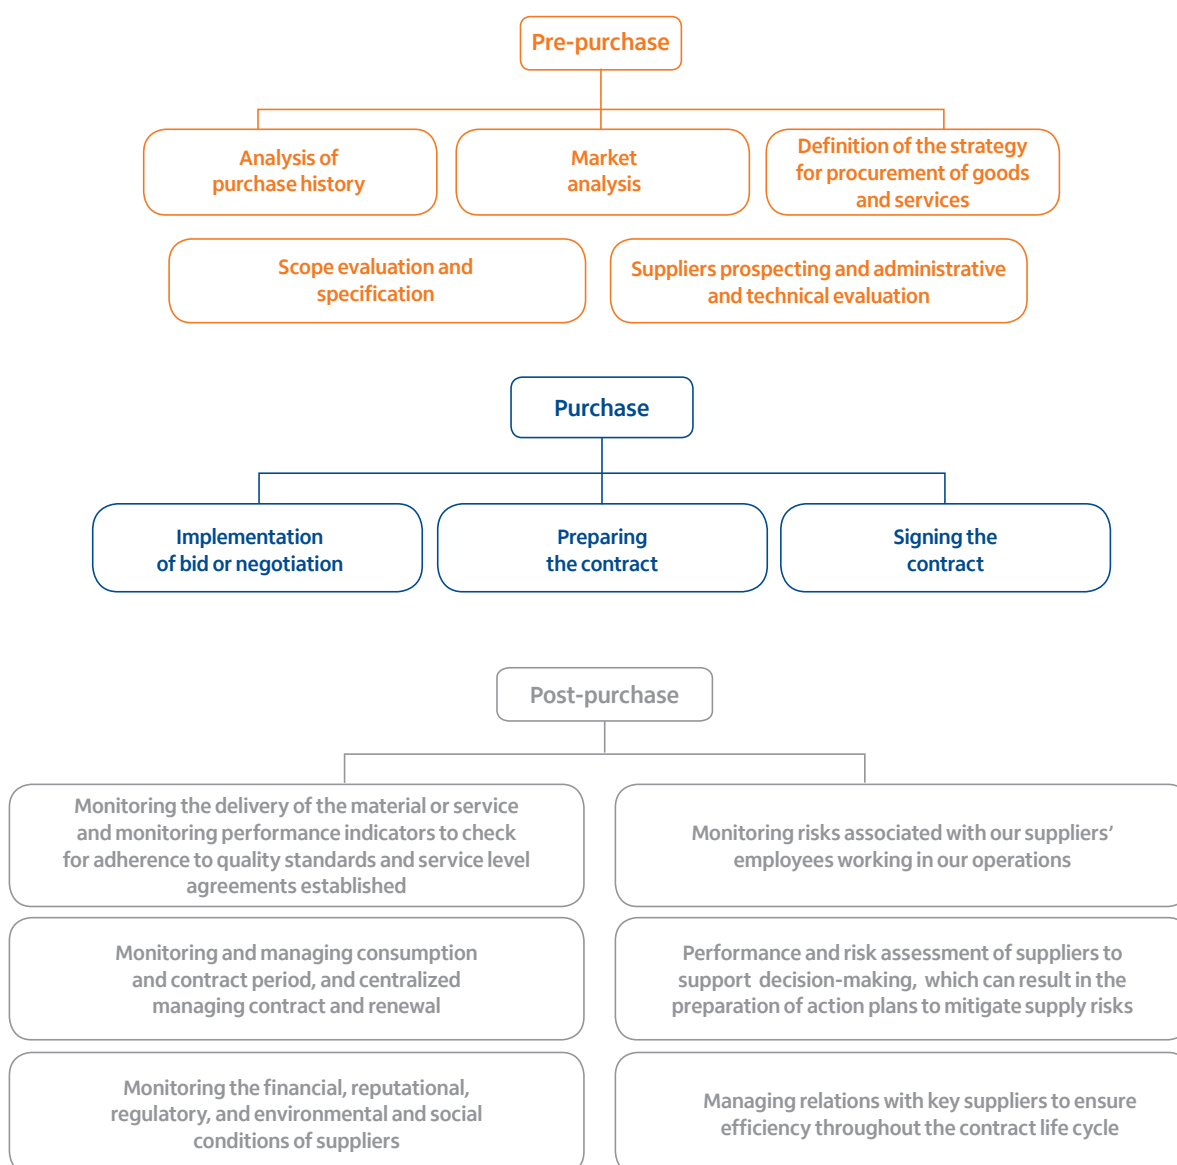 Pre-purchase
Analysis of
purchase history
Market
analysis
Definition of the strategy
for procurement of goods
and services
Scope evaluation and
specification
Suppliers prospecting and administrative
and technical evaluation
Purchase
Implementation
of bid or negotiation
Preparing
the contract
Signing the
contract
Post-purchase
Monitoring the delivery of the material or service
and monitoring performance indicators to check
for adherence to quality standards and service level
agreements established
Monitoring risks associated with our suppliers’
employees working in our operations
Monitoring and managing consumption
and contract period, and centralized
managing contract and renewal
Performance and risk assessment of suppliers to
support decision-making, which can result in the
preparation of action plans to mitigate supply risks
Monitoring the financial, reputational,
regulatory, and environmental and social
conditions of suppliers
Managing relations with key suppliers to ensure
efficiency throughout the contract life cycle